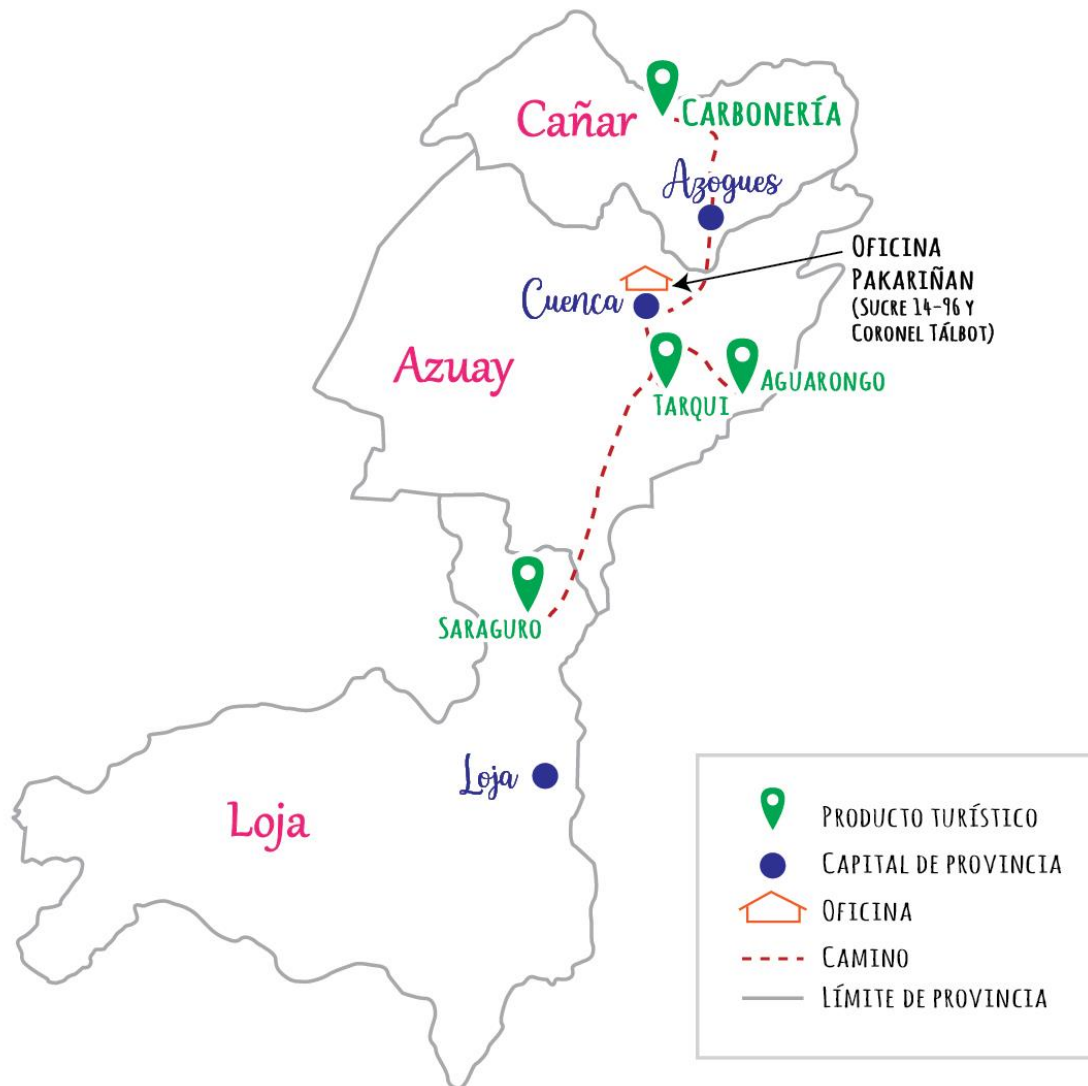 Cañar
CARBONERÍA
Azogues
OFICINA
PAKARIÑAN
(SUCRE 14-96 Y
CORONEL TÁLBOT)
Cuenca
Azuay
TARQUI
AGUARONGO
SARAGURO
Loja
Loja
PRODUCTO TURÍSTICO
CAPITAL DE PROVINCIA
OFICINA
CAMINO
LÍMITE DE PROVINCIA